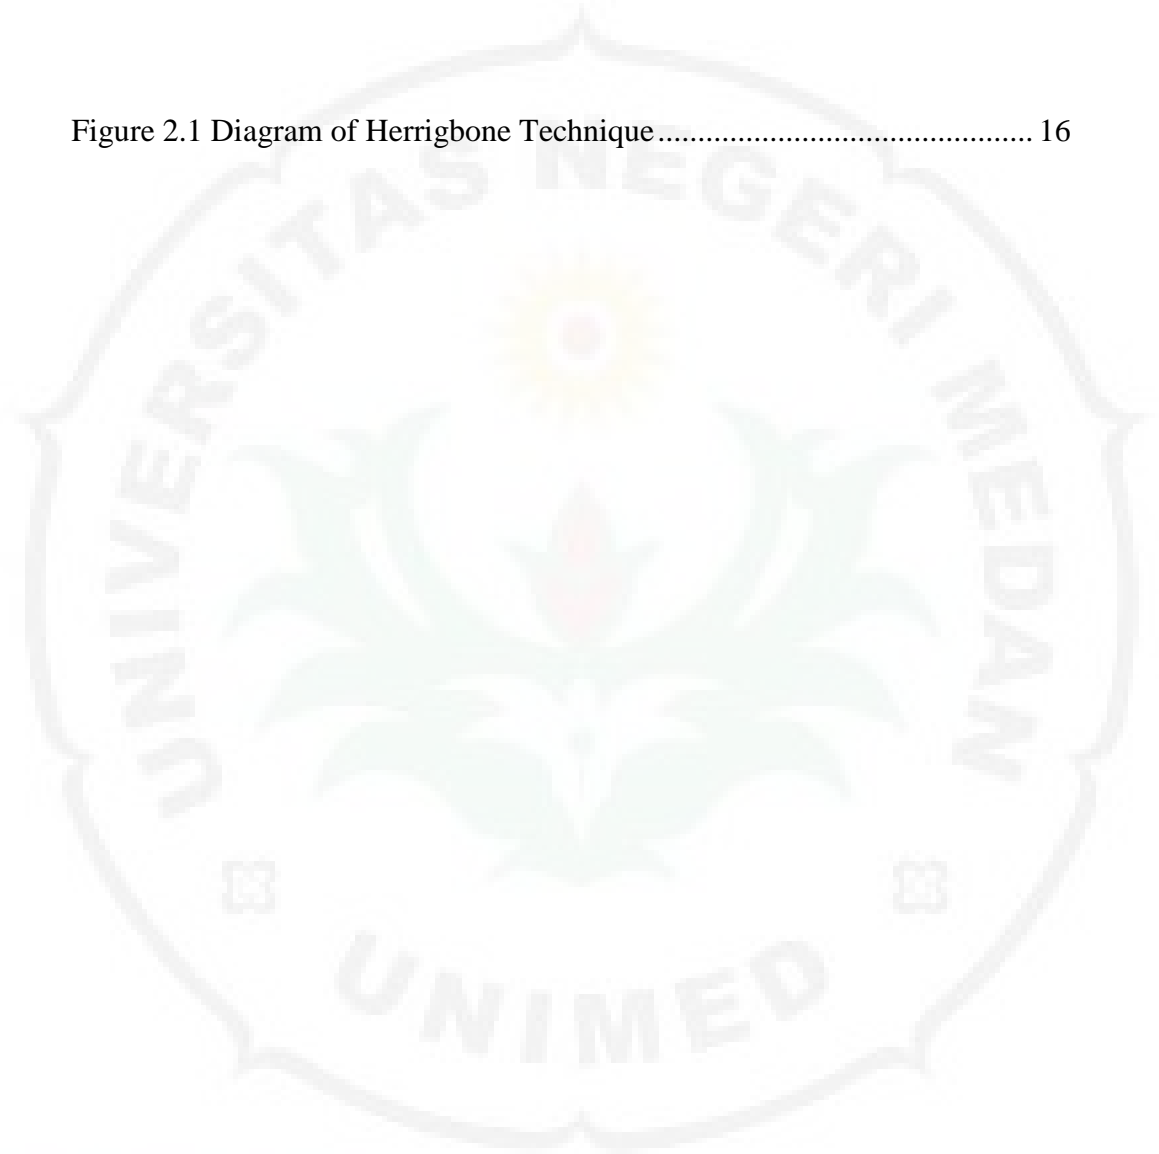 Figure 2.1 Diagram of Herrigbone Technique............................................... 16
UNIVERSITAS NEGERI MEDAN
UNIMED